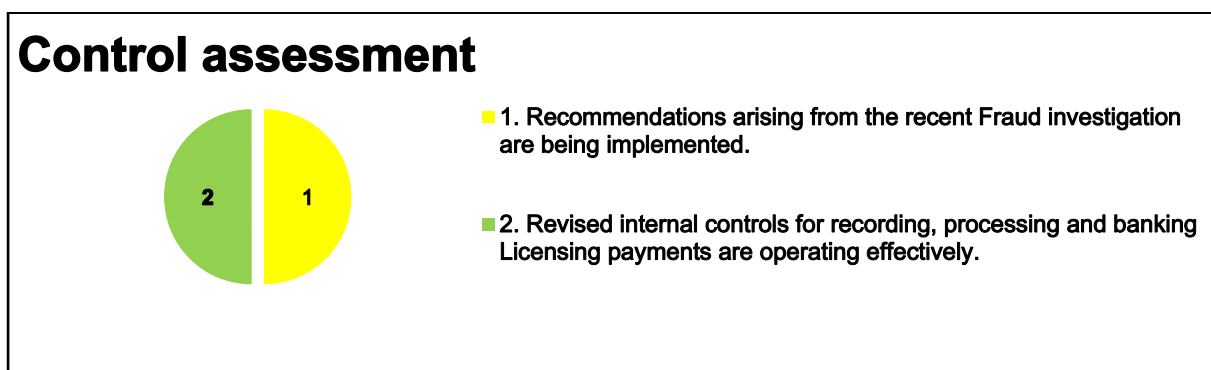 Control assessment
2
1
1. Recommendations arising from the recent Fraud investigation
are being implemented.
2. Revised internal controls for recording, processing and banking
Licensing payments are operating effectively.